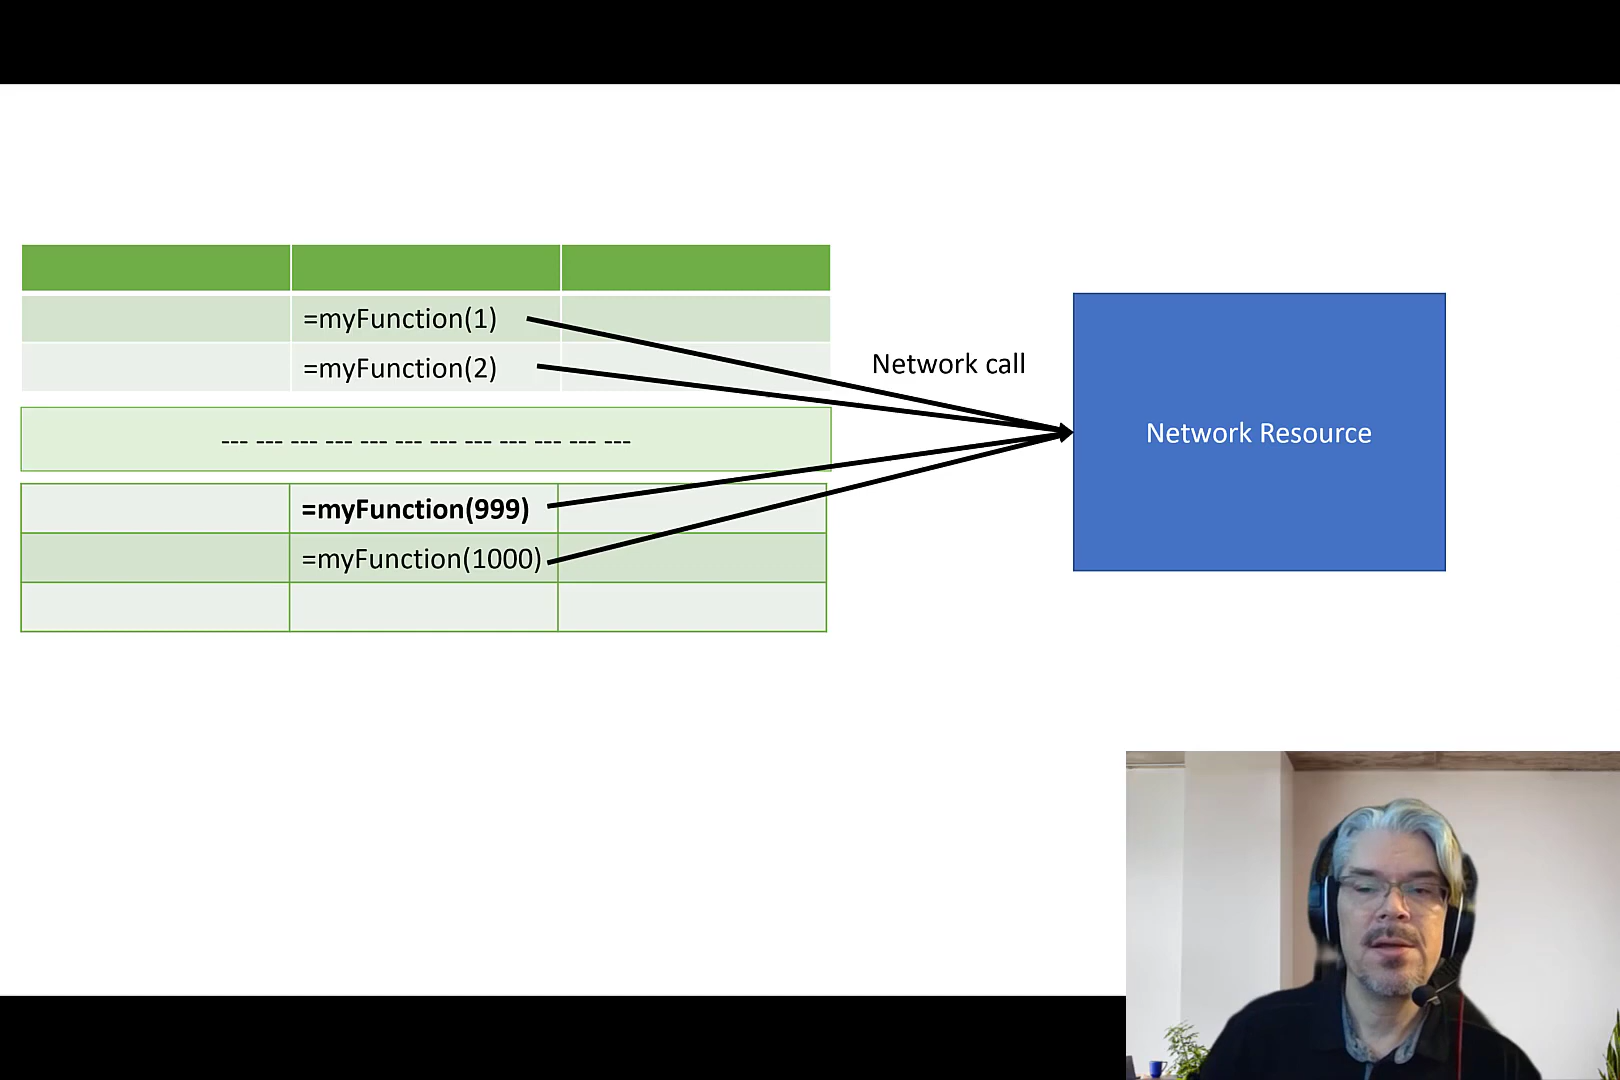 =myFunction(1)
=myFunction(2)
Network call
Network Resource
--- --- --- --- --- --- --- --- --- --- --- ---
=myFunction(999)
=myFunction(1000)